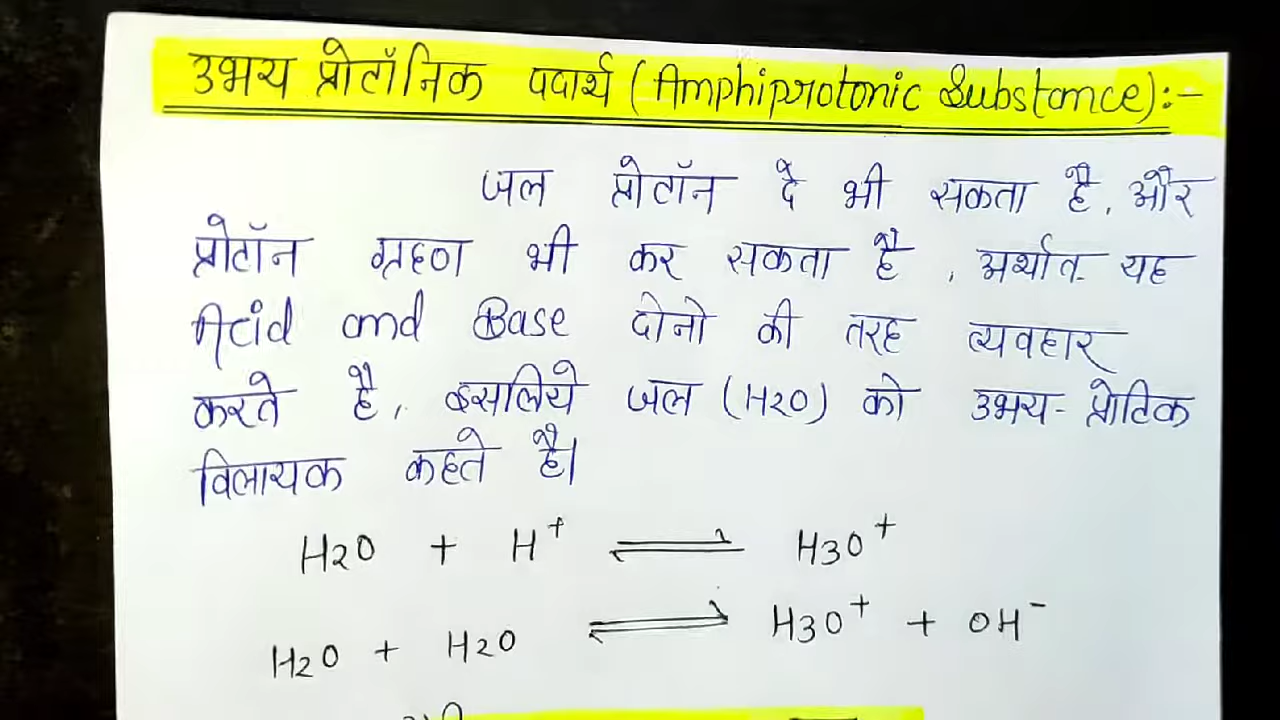 उभय प्रोटॉनिक पदार्थ (Amphiprotonic Substance):-
जल प्रोटॉन दे भी सकता है, और
प्रोटॉन ग्रहण भी कर सकता है, अर्थात यह
Acid and Base दोनो की तरह व्यवहार
करते है, इसलिये जल (H2O) को उभय-प्रोटिक
विलायक कहते है।
H2O + H⁺ ⇌ H3O⁺
H2O + H2O ⇌ H3O⁺ + OH⁻